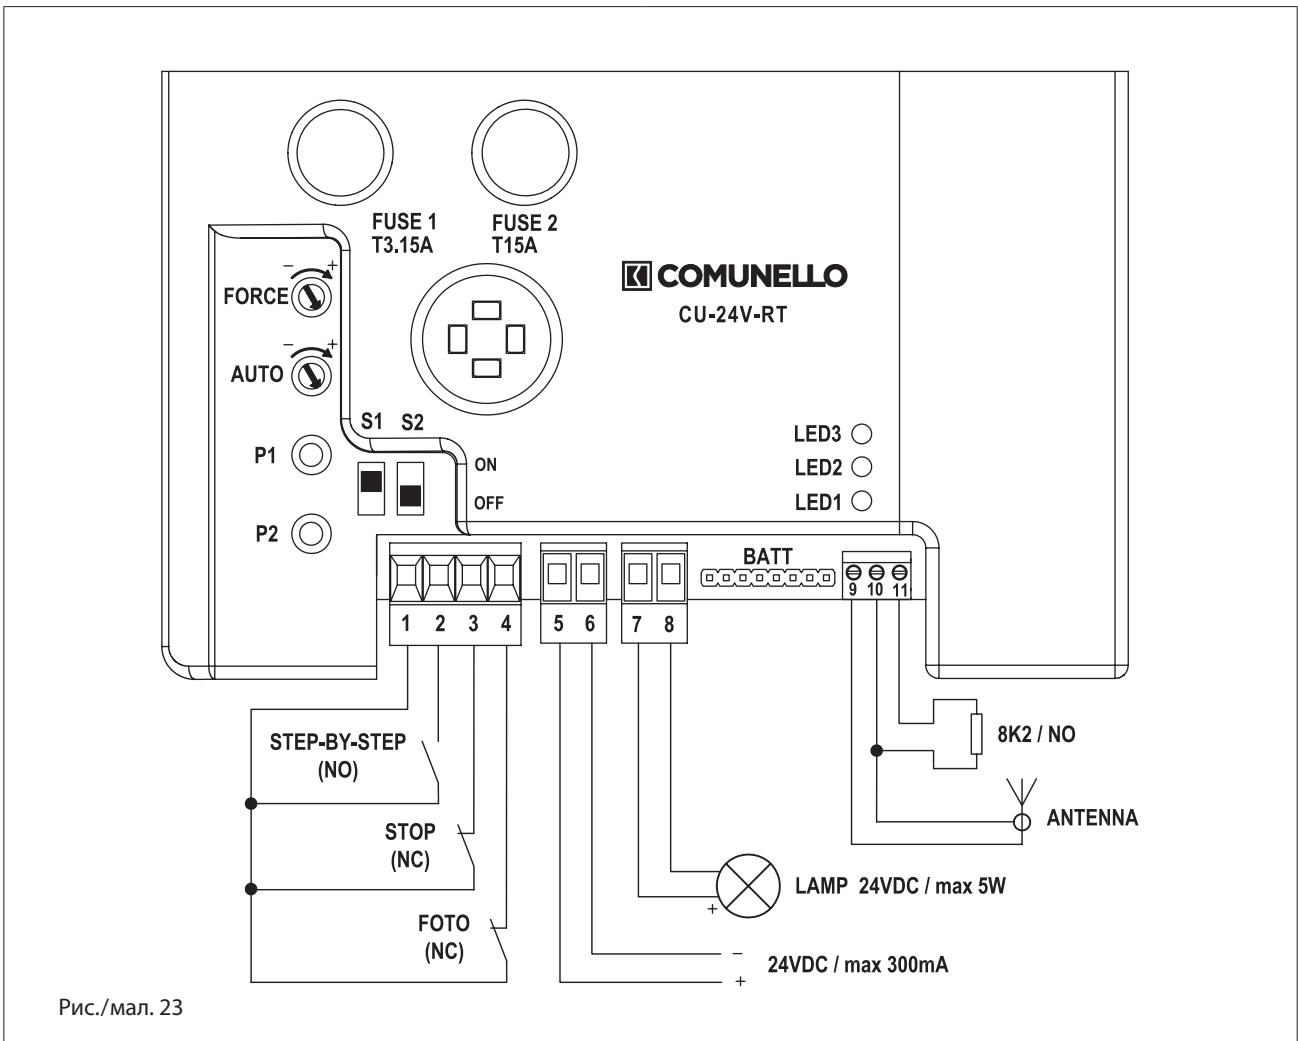 FUSE 1
T3.15A
FUSE 2
T15A
COMUNELLO
CU-24V-RT
– +
FORCE
– +
AUTO
S1 S2
P1
ON
OFF
P2
LED3
LED2
LED1
BATT
1 2 3 4
5 6
7 8
9 10 11
STEP-BY-STEP
(NO)
STOP
(NC)
FOTO
(NC)
8K2 / NO
ANTENNA
LAMP 24VDC / max 5W
+
–
24VDC / max 300mA
+
Рис./мал. 23